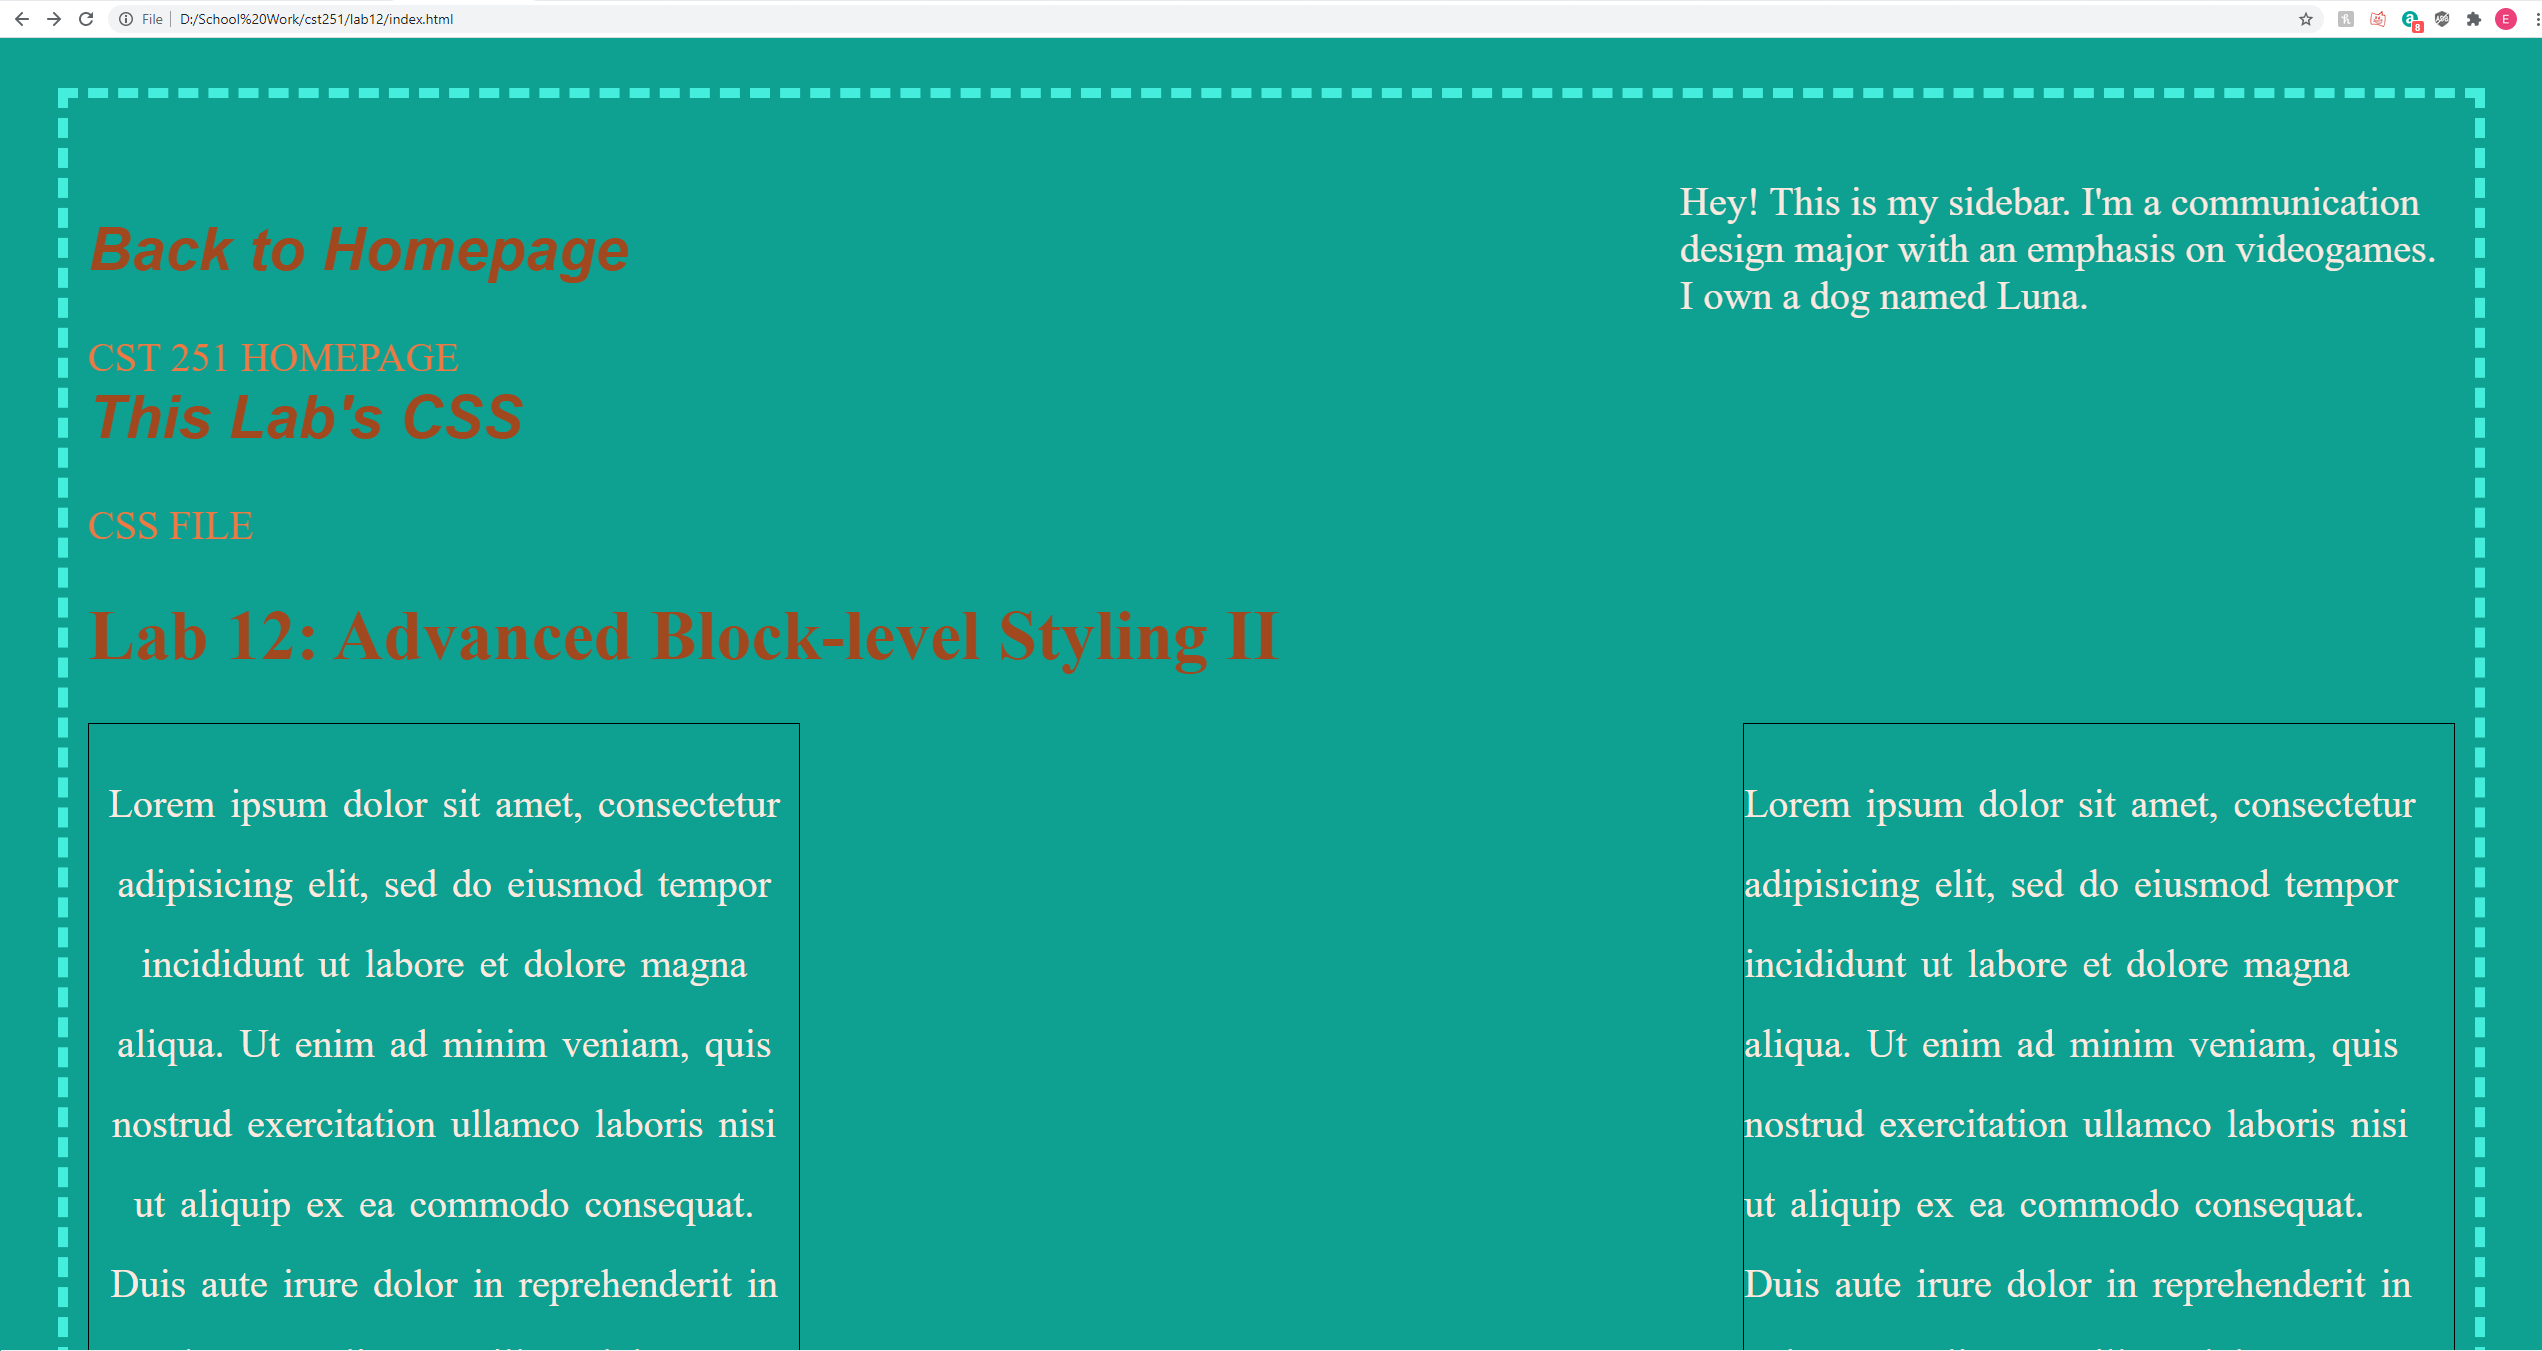 File | D:/School%20Work/cst251/lab12/index.html
8
ABP
E
Back to Homepage
CST 251 HOMEPAGE
This Lab's CSS
CSS FILE
Hey! This is my sidebar. I'm a communication
design major with an emphasis on videogames.
I own a dog named Luna.
Lab 12: Advanced Block-level Styling II
Lorem ipsum dolor sit amet, consectetur
adipisicing elit, sed do eiusmod tempor
incididunt ut labore et dolore magna
aliqua. Ut enim ad minim veniam, quis
nostrud exercitation ullamco laboris nisi
ut aliquip ex ea commodo consequat.
Duis aute irure dolor in reprehenderit in
Lorem ipsum dolor sit amet, consectetur
adipisicing elit, sed do eiusmod tempor
incididunt ut labore et dolore magna
aliqua. Ut enim ad minim veniam, quis
nostrud exercitation ullamco laboris nisi
ut aliquip ex ea commodo consequat.
Duis aute irure dolor in reprehenderit in